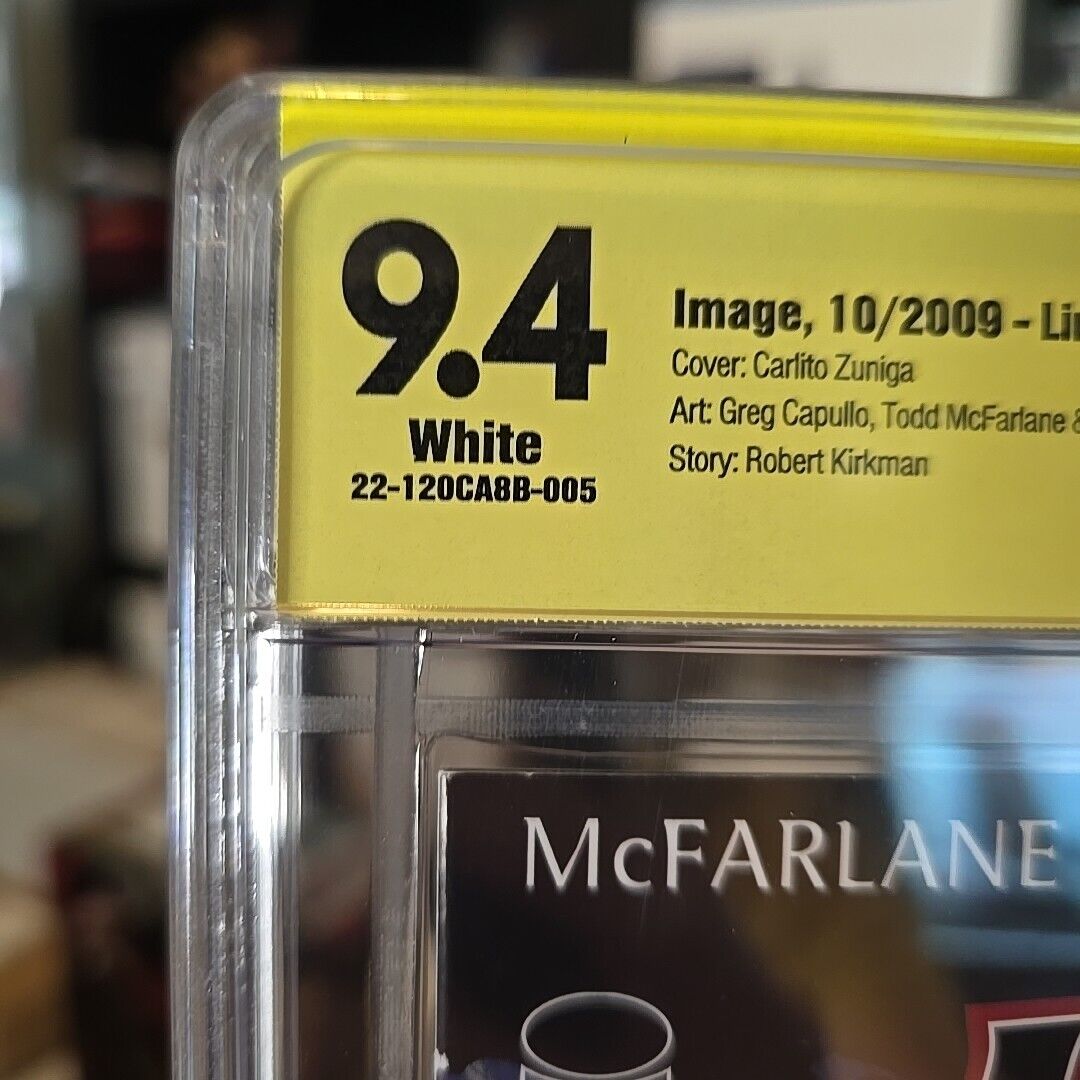 9.4
White
22-120CA8B-005
Image, 10/2009 - Li
Cover: Carlito Zuniga
Art: Greg Capullo, Todd McFarlane &
Story: Robert Kirkman
McFARLANE